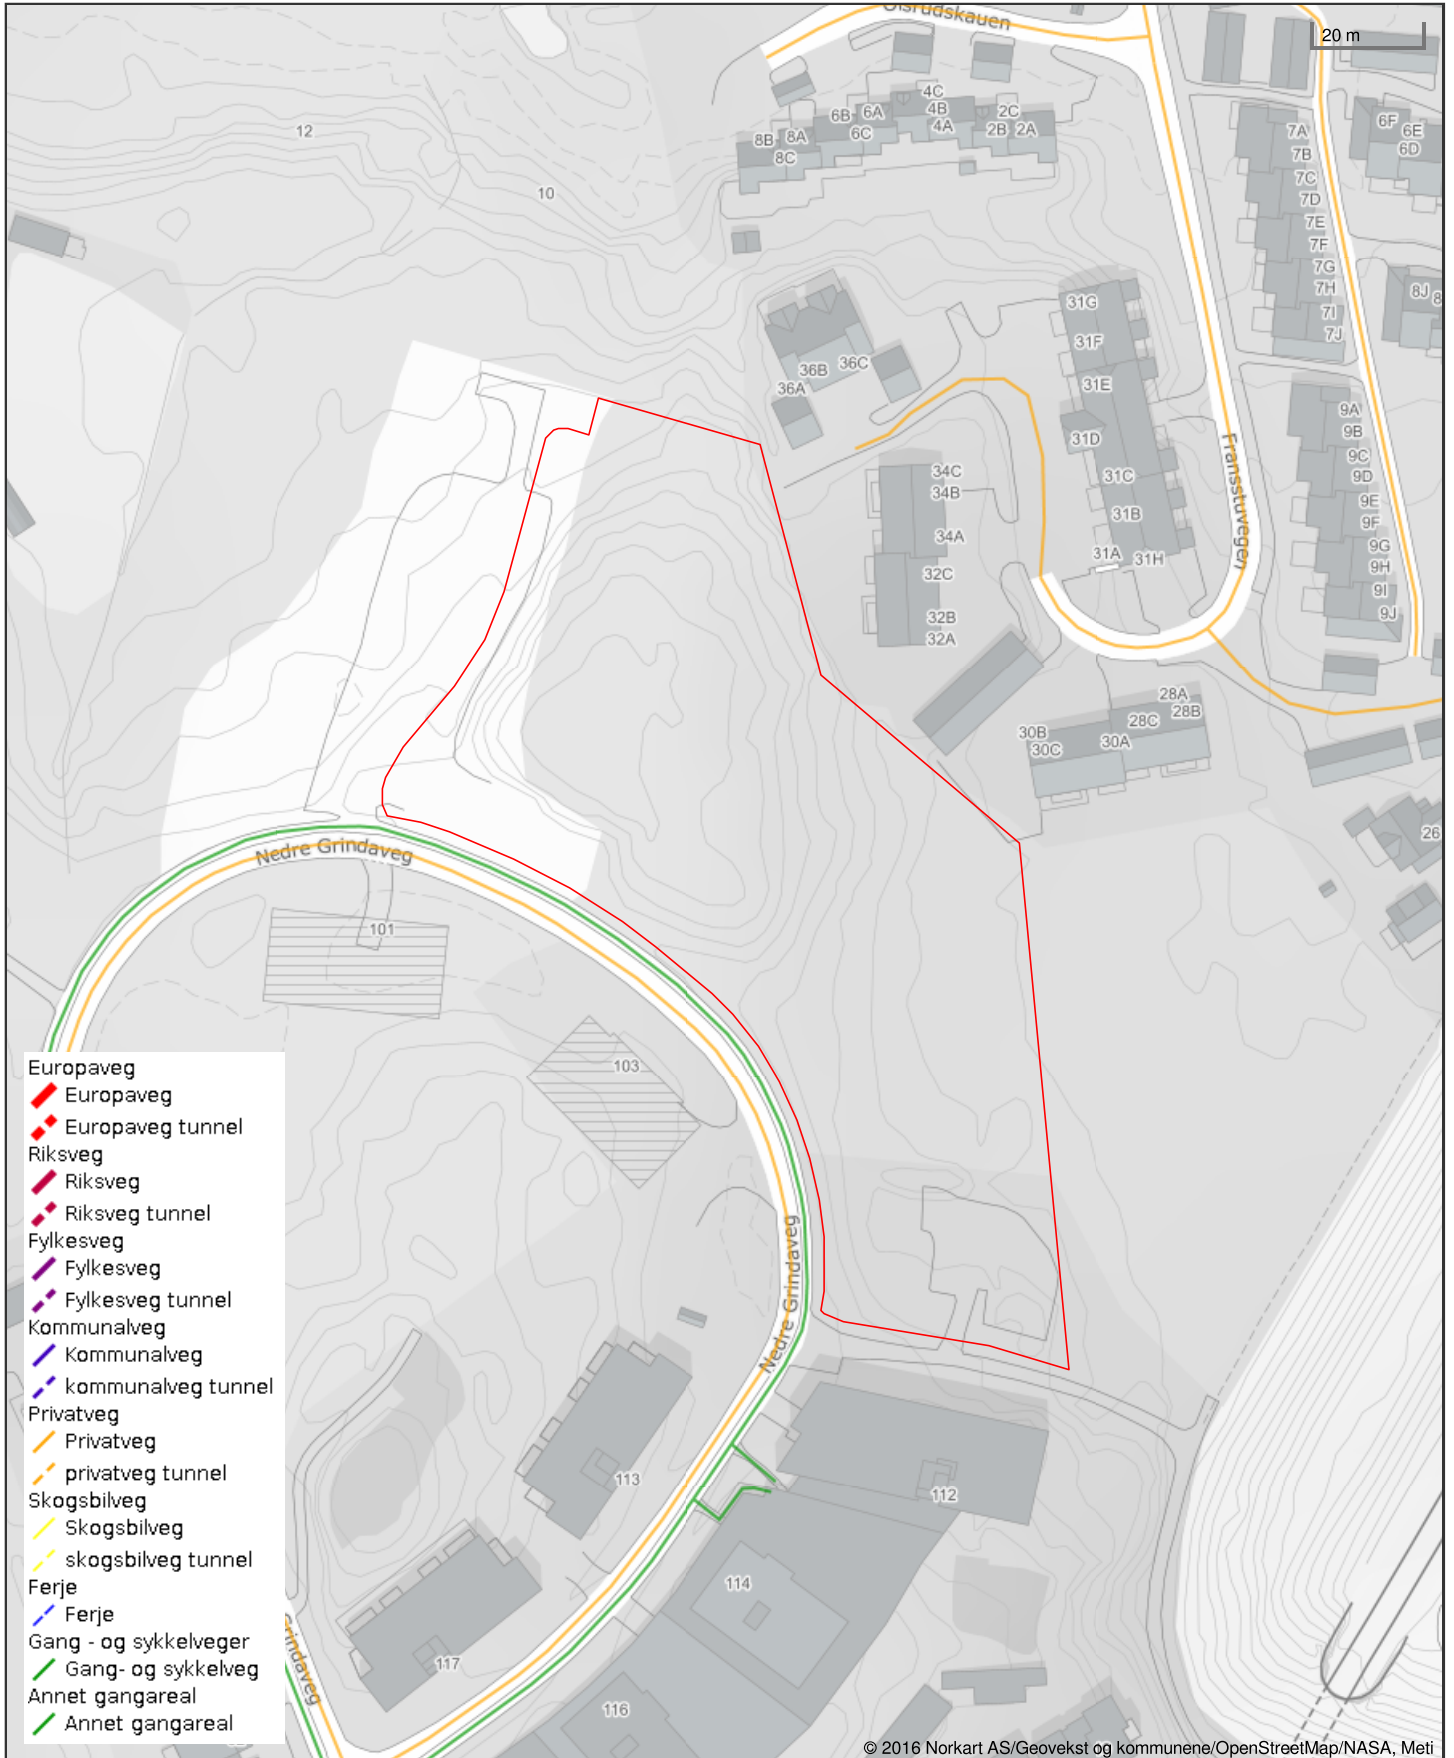 Olsrudskauen
20 m
12
10
4C
4B
4A
6B
6A
6C
2C
2B
2A
8B
8A
8C
7A
7B
7C
7D
7E
7F
7G
7H
7I
7J
6F
6E
6D
8J
8
31G
31F
31E
31D
31C
31B
31A
31H
36B
36C
36A
34C
34B
34A
32C
32B
32A
Fransstuvegen
9A
9B
9C
9D
9E
9F
9G
9H
9I
9J
28A
28B
28C
30B
30A
30C
26
Nedre Grindaveg
101
103
Nedre Grindaveg
113
112
114
117
116
Grindaveg
Europaveg
Europaveg
Europaveg tunnel
Riksveg
Riksveg
Riksveg tunnel
Fylkesveg
Fylkesveg
Fylkesveg tunnel
Kommunalveg
Kommunalveg
kommunalveg tunnel
Privatveg
Privatveg
privatveg tunnel
Skogsbilveg
Skogsbilveg
skogsbilveg tunnel
Ferje
Ferje
Gang - og sykkelveger
Gang- og sykkelveg
Annet gangareal
Annet gangareal
© 2016 Norkart AS/Geovekst og kommunene/OpenStreetMap/NASA, Meti